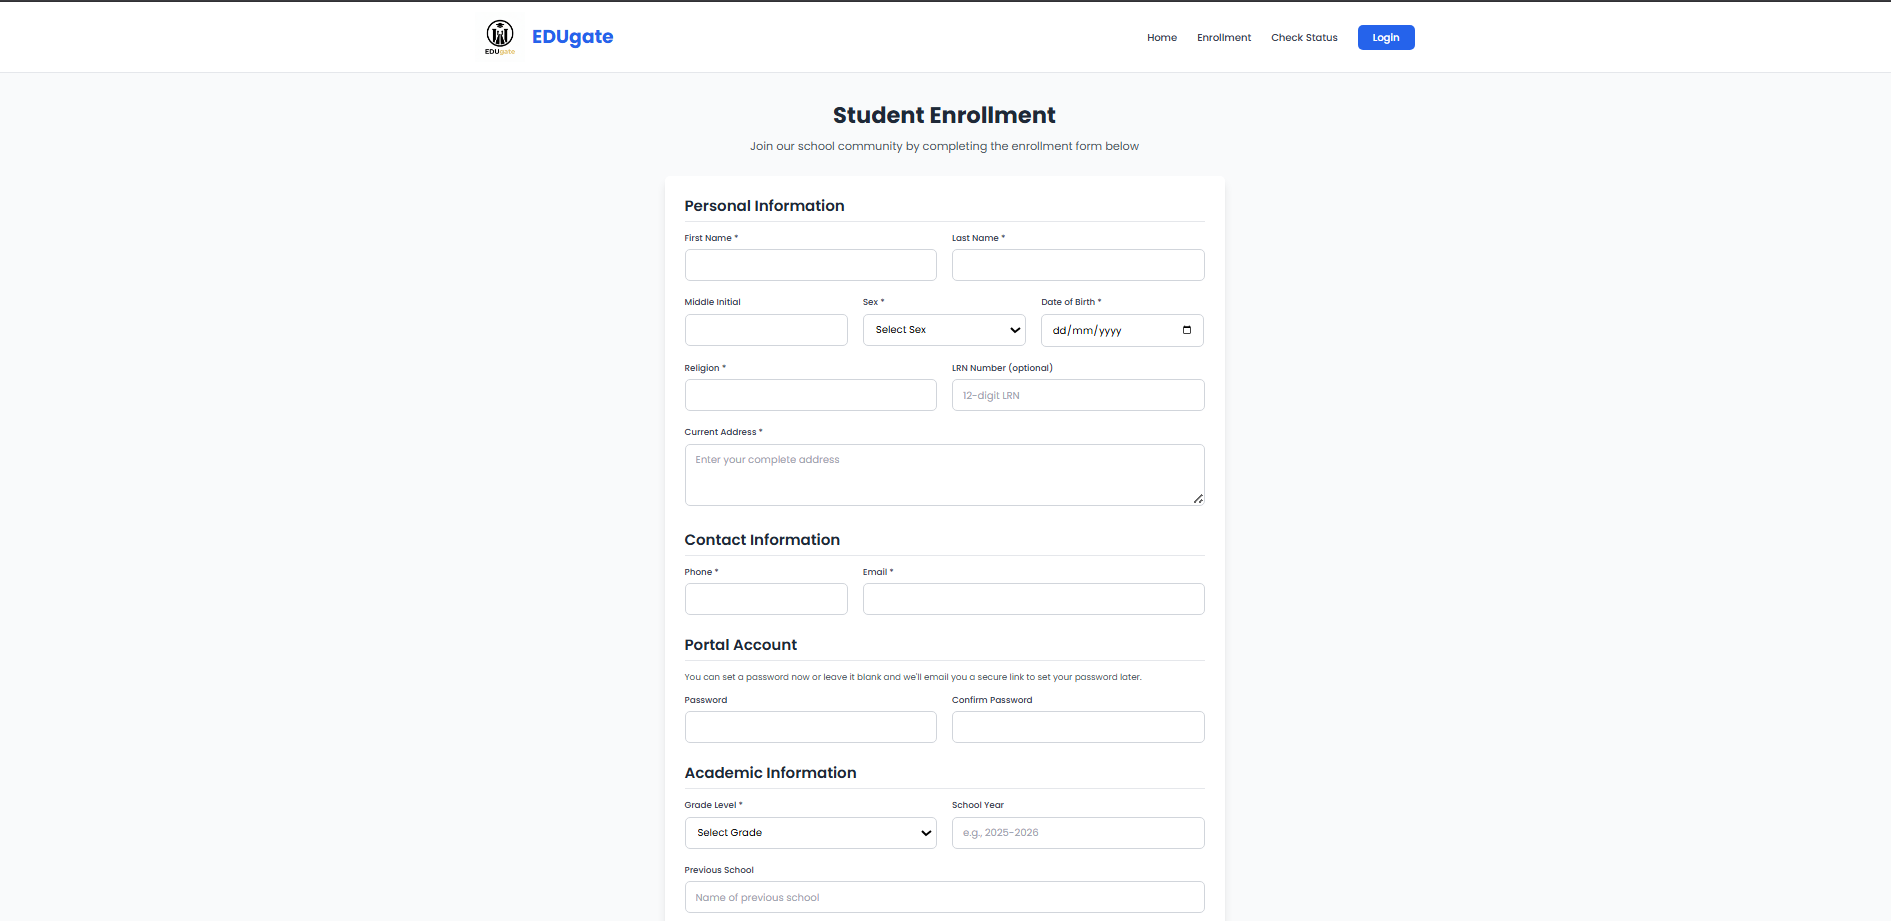 EDUgate
EDUgate
Home
Enrollment
Check Status
Login
Student Enrollment
Join our school community by completing the enrollment form below
Personal Information
First Name *
Last Name *
Middle Initial
Sex *
Date of Birth *
Select Sex
dd/mm/yyyy
Religion *
LRN Number (optional)
12-digit LRN
Current Address *
Enter your complete address
Contact Information
Phone *
Email *
Portal Account
You can set a password now or leave it blank and we'll email you a secure link to set your password later.
Password
Confirm Password
Academic Information
Grade Level *
School Year
Select Grade
e.g., 2025-2026
Previous School
Name of previous school